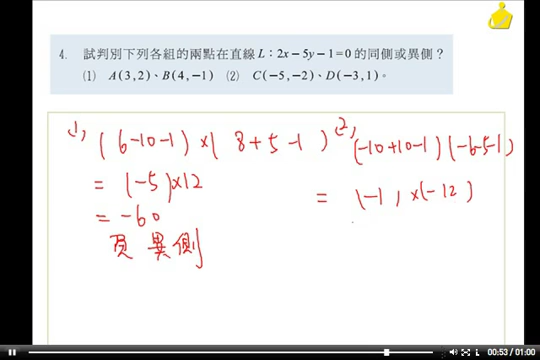 4. 試判別下列各組的兩點在直線 L：2x－5y－1＝0 的同側或異側？
(1) A(3, 2)、B(4, －1) (2) C(－5, －2)、D(－3, 1)。
(1) (6-10-1)×(8+5-1)
= (-5)×12
= -60
負 異側
(2) (-10+10-1)(-6-5-1)
= (-1)×(-12)
00:53 / 01:00